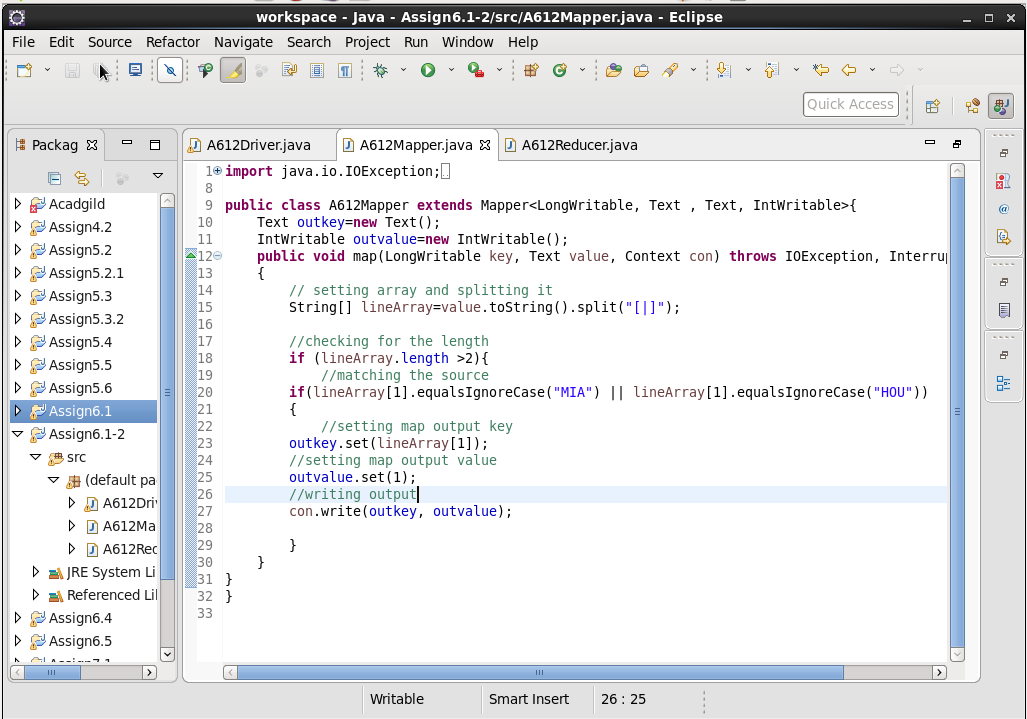 workspace - Java - Assign6.1-2/src/A612Mapper.java - Eclipse
File Edit Source Refactor Navigate Search Project Run Window Help
Quick Access
Packag
A612Driver.java A612Mapper.java A612Reducer.java
Acadgild
Assign4.2
Assign5.2
Assign5.2.1
Assign5.3
Assign5.3.2
Assign5.4
Assign5.5
Assign5.6
Assign6.1
Assign6.1-2
src
(default pa
A612Dri
A612Ma
A612Rec
JRE System Li
Referenced Li
Assign6.4
Assign6.5
1 import java.io.IOException;
8
9 public class A612Mapper extends Mapper<LongWritable, Text , Text, IntWritable>{
10 Text outkey=new Text();
11 IntWritable outvalue=new IntWritable();
12 public void map(LongWritable key, Text value, Context con) throws IOException, Interrup
13 {
14 // setting array and splitting it
15 String[] lineArray=value.toString().split("[|]");
16
17 //checking for the length
18 if (lineArray.length >2){
19 //matching the source
20 if(lineArray[1].equalsIgnoreCase("MIA") || lineArray[1].equalsIgnoreCase("HOU"))
21 {
22 //setting map output key
23 outkey.set(lineArray[1]);
24 //setting map output value
25 outvalue.set(1);
26 //writing output
27 con.write(outkey, outvalue);
28
29 }
30 }
31 }
32 }
33
Writable Smart Insert 26 : 25